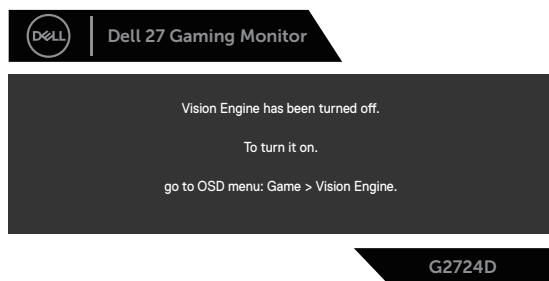 DELL
Dell 27 Gaming Monitor
Vision Engine has been turned off.
To turn it on.
go to OSD menu: Game > Vision Engine.
G2724D